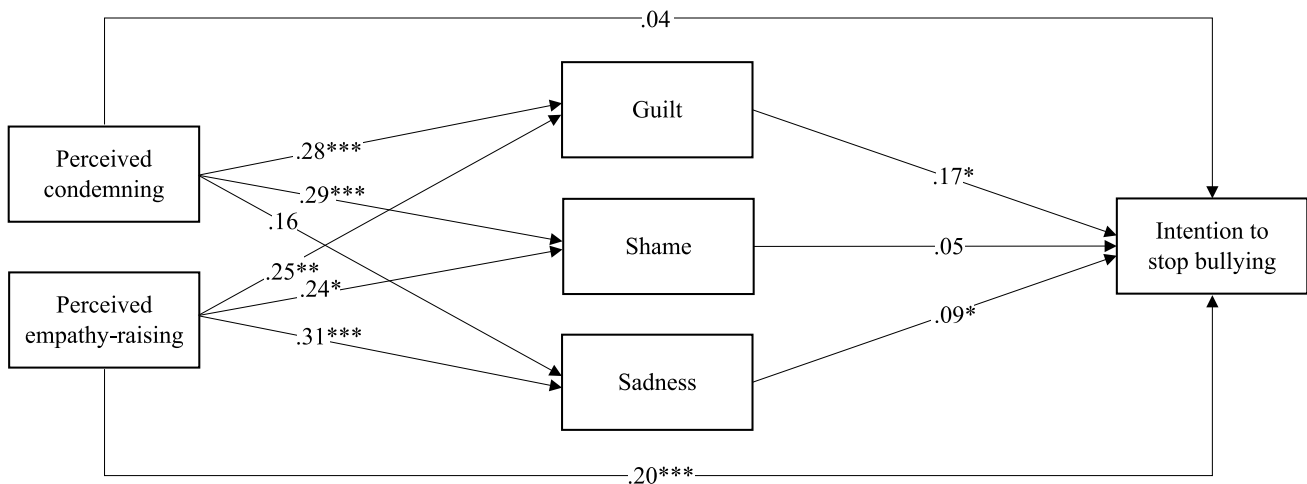 .04
Guilt
Perceived
condemning
.28***
.29***
.16
.17*
Shame
.05
Intention to
stop bullying
Perceived
empathy-raising
.25**
.24*
.31***
.09*
Sadness
.20***